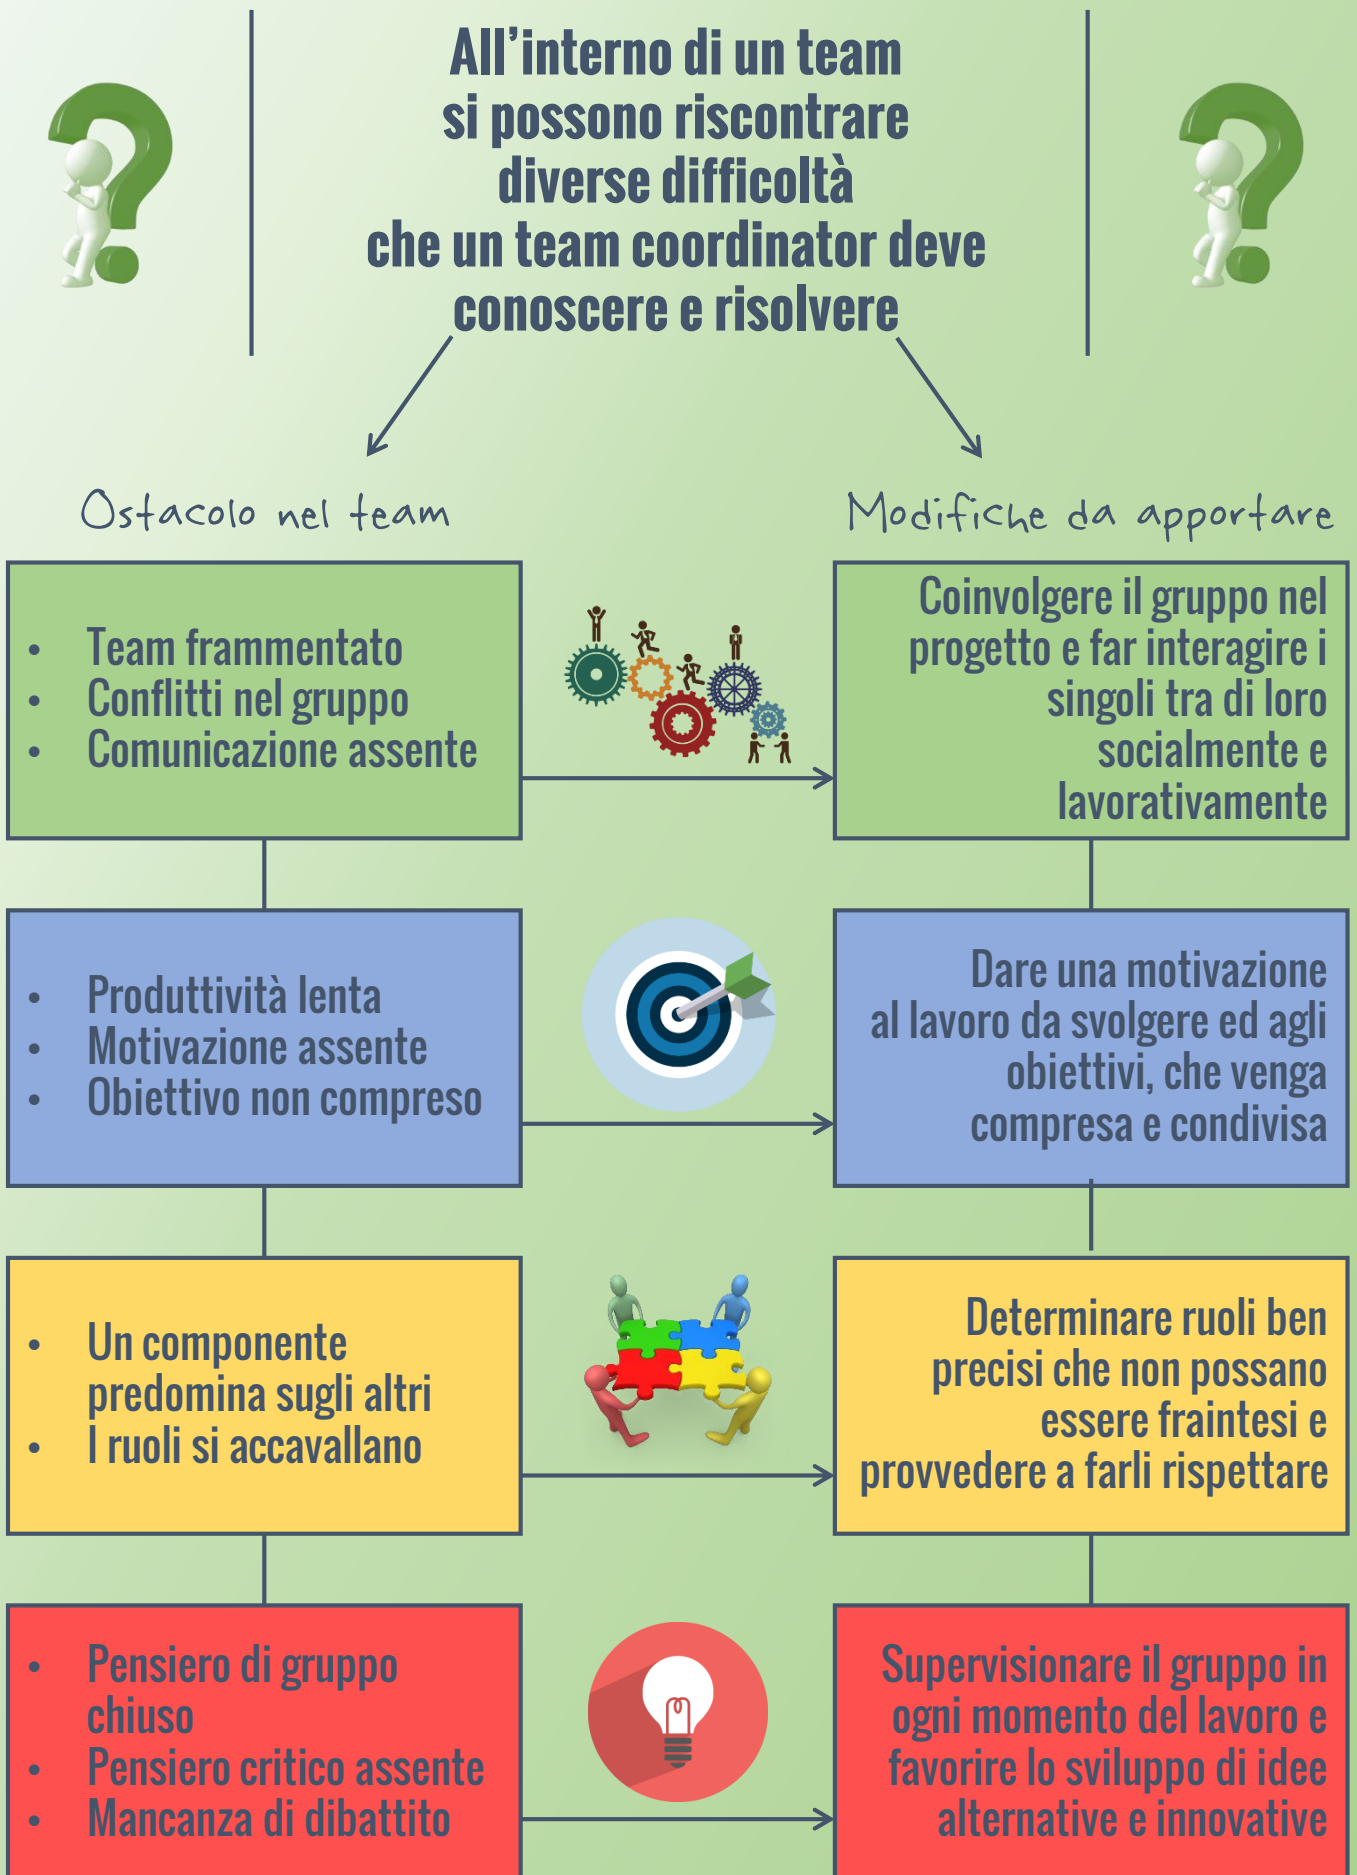 All’interno di un team
si possono riscontrare
diverse difficoltà
che un team coordinator deve
conoscere e risolvere
Ostacolo nel team
Modifiche da apportare
• Team frammentato
• Conflitti nel gruppo
• Comunicazione assente
Coinvolgere il gruppo nel
progetto e far interagire i
singoli tra di loro
socialmente e
lavorativamente
• Produttività lenta
• Motivazione assente
• Obiettivo non compreso
Dare una motivazione
al lavoro da svolgere ed agli
obiettivi, che venga
compresa e condivisa
• Un componente
predomina sugli altri
• I ruoli si accavallano
Determinare ruoli ben
precisi che non possano
essere fraintesi e
provvedere a farli rispettare
• Pensiero di gruppo
chiuso
• Pensiero critico assente
• Mancanza di dibattito
Supervisionare il gruppo in
ogni momento del lavoro e
favorire lo sviluppo di idee
alternative e innovative